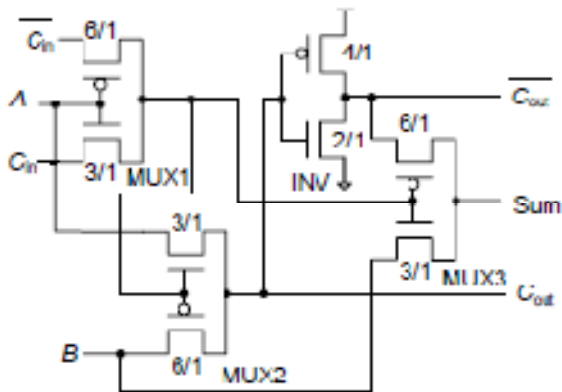 C̅in̅
6/1
A
Cin
3/1
MUX1
4/1
2/1
INV
C̅out̅
6/1
Sum
3/1
MUX3
3/1
Cout
B
6/1
MUX2